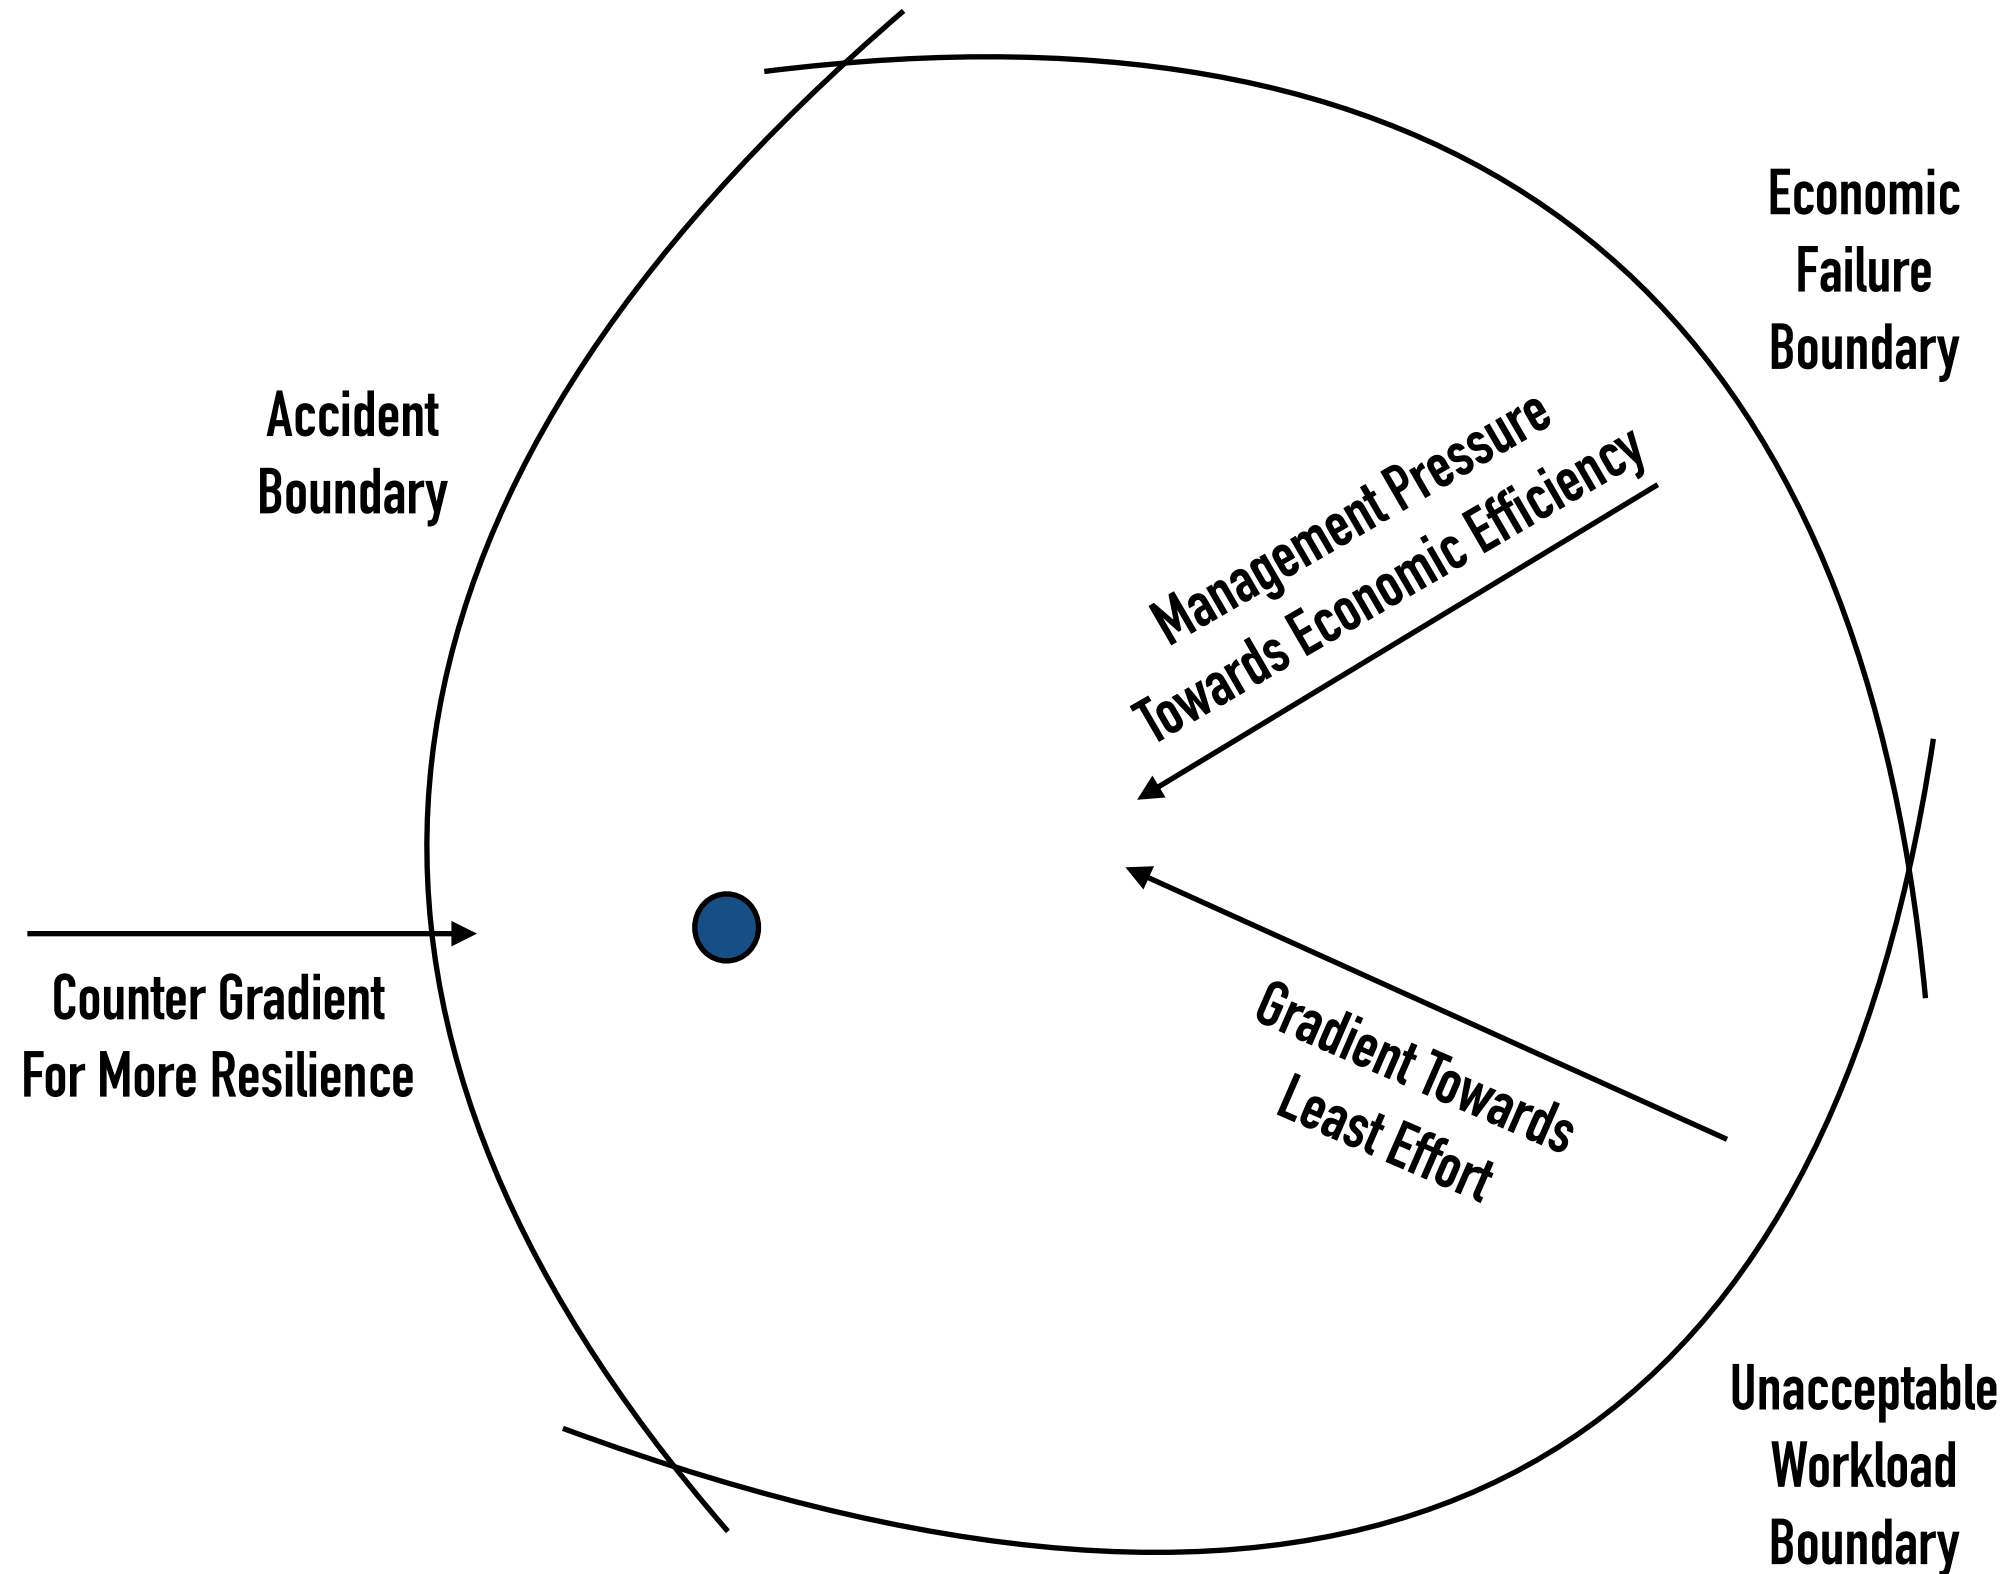 Economic
Failure
Boundary
Accident
Boundary
Management Pressure
Towards Economic Efficiency
Counter Gradient
For More Resilience
Gradient Towards
Least Effort
Unacceptable
Workload
Boundary